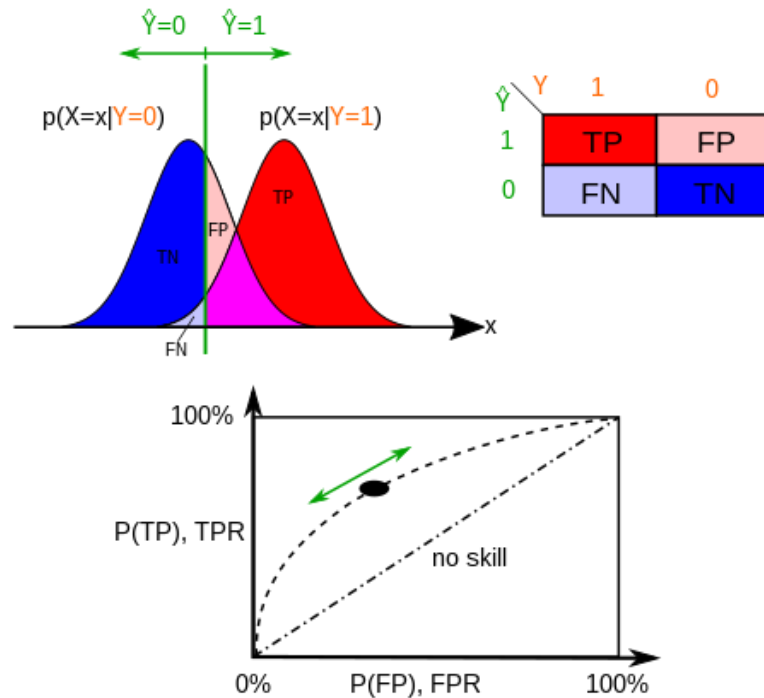 Ŷ=0 Ŷ=1
p(X=x|Y=0) p(X=x|Y=1)
TN
FP
TP
FN
x
Ŷ Y 1 0
1 TP FP
0 FN TN
100%
P(TP), TPR
no skill
0% P(FP), FPR 100%